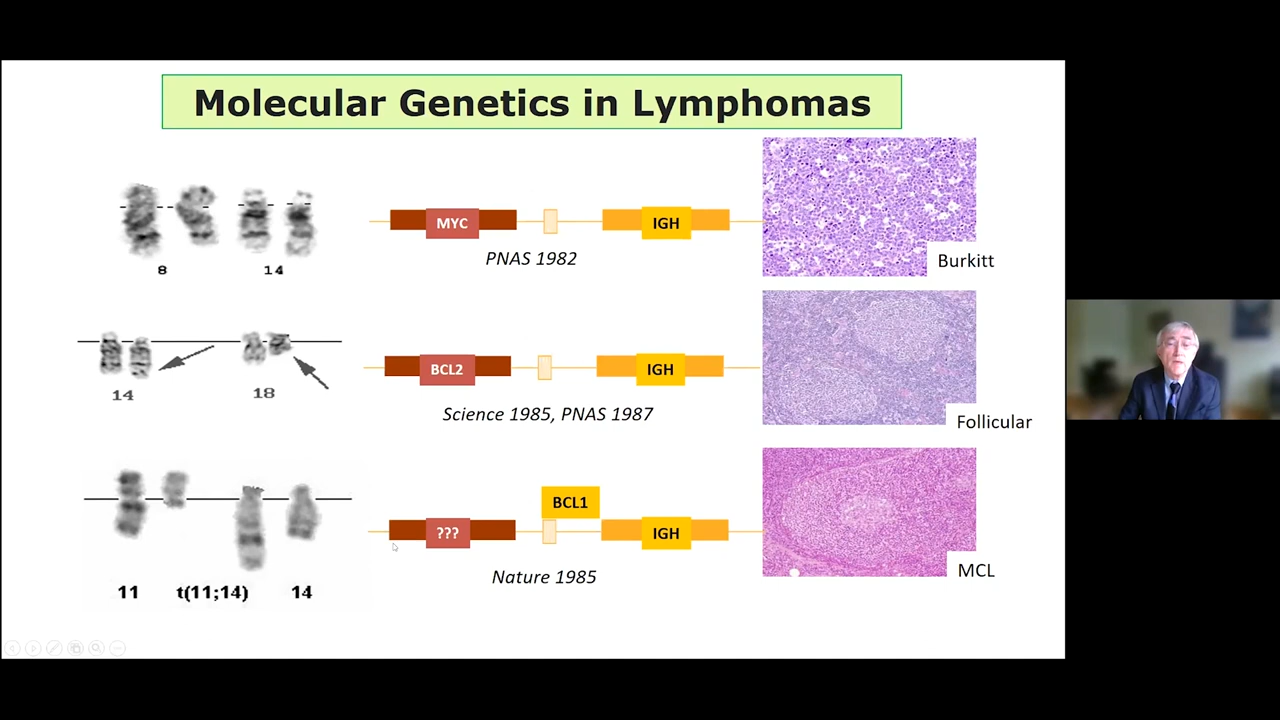 Molecular Genetics in Lymphomas
8
14
MYC
IGH
PNAS 1982
Burkitt
14
18
BCL2
IGH
Science 1985, PNAS 1987
Follicular
11
t(11;14)
14
BCL1
???
IGH
Nature 1985
MCL